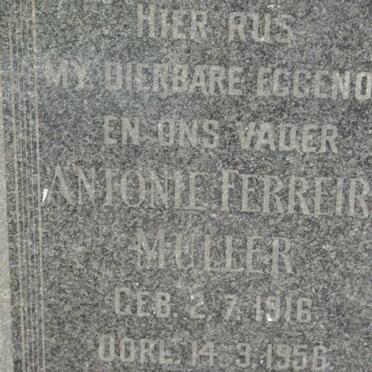 HIER RUS
MY DIERBARE EGGENO
EN ONS VADER
ANTONIE FERREIR
MULLER
GEB. 2.7.1916
OORL. 14.3.1956